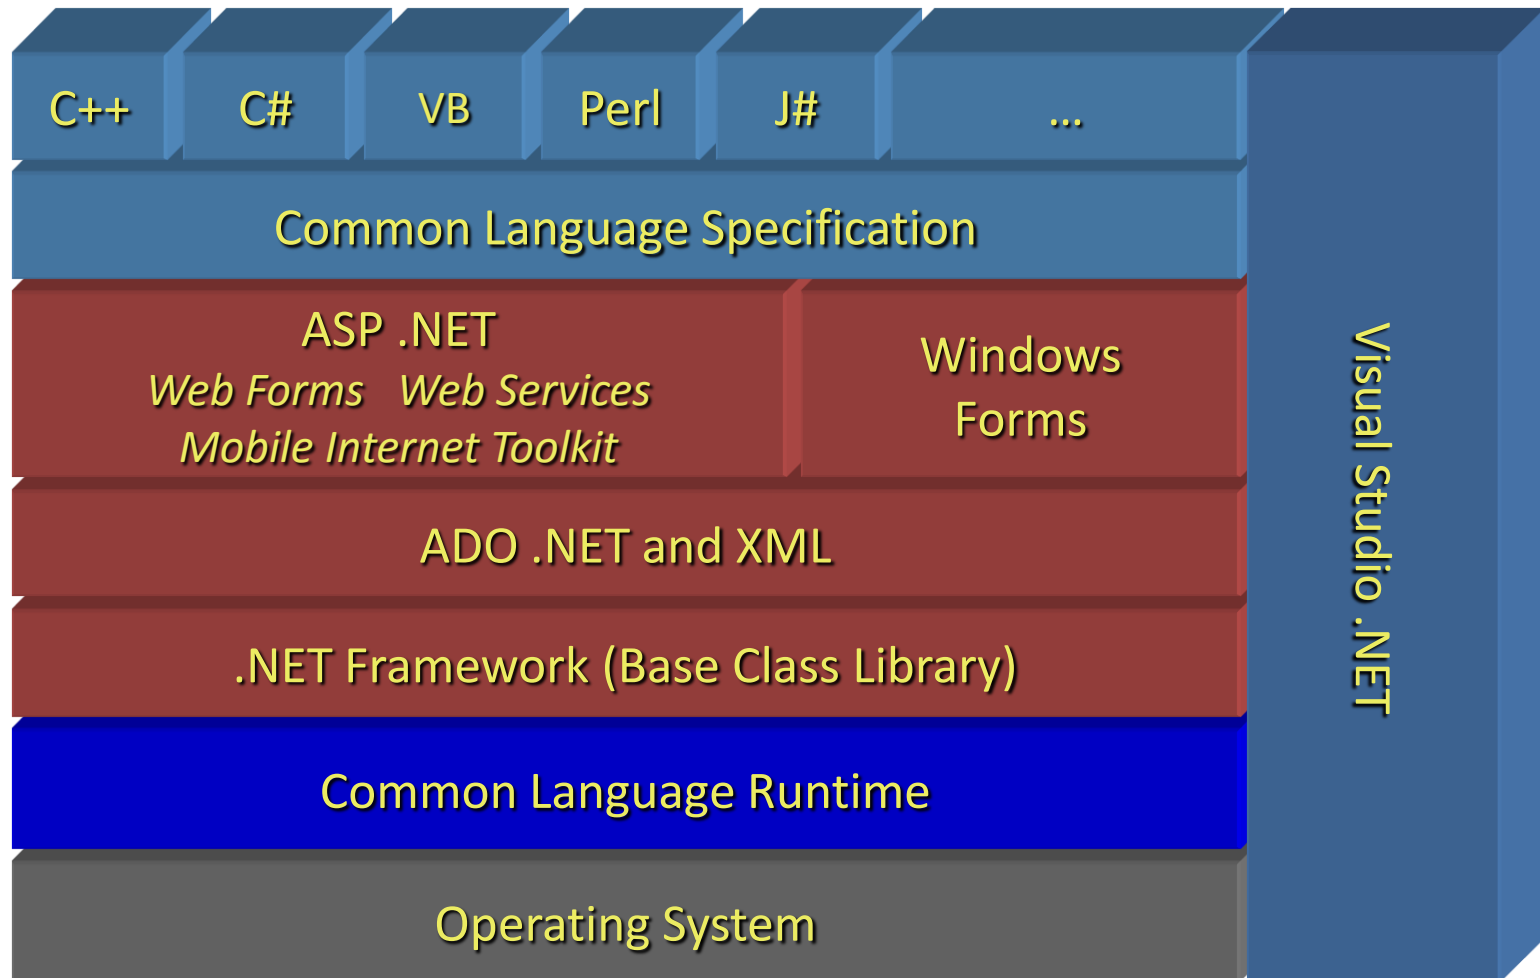 C++
C#
VB
Perl
J#
...
Common Language Specification
ASP .NET
Web Forms Web Services
Mobile Internet Toolkit
Windows
Forms
ADO .NET and XML
.NET Framework (Base Class Library)
Common Language Runtime
Operating System
Visual Studio .NET